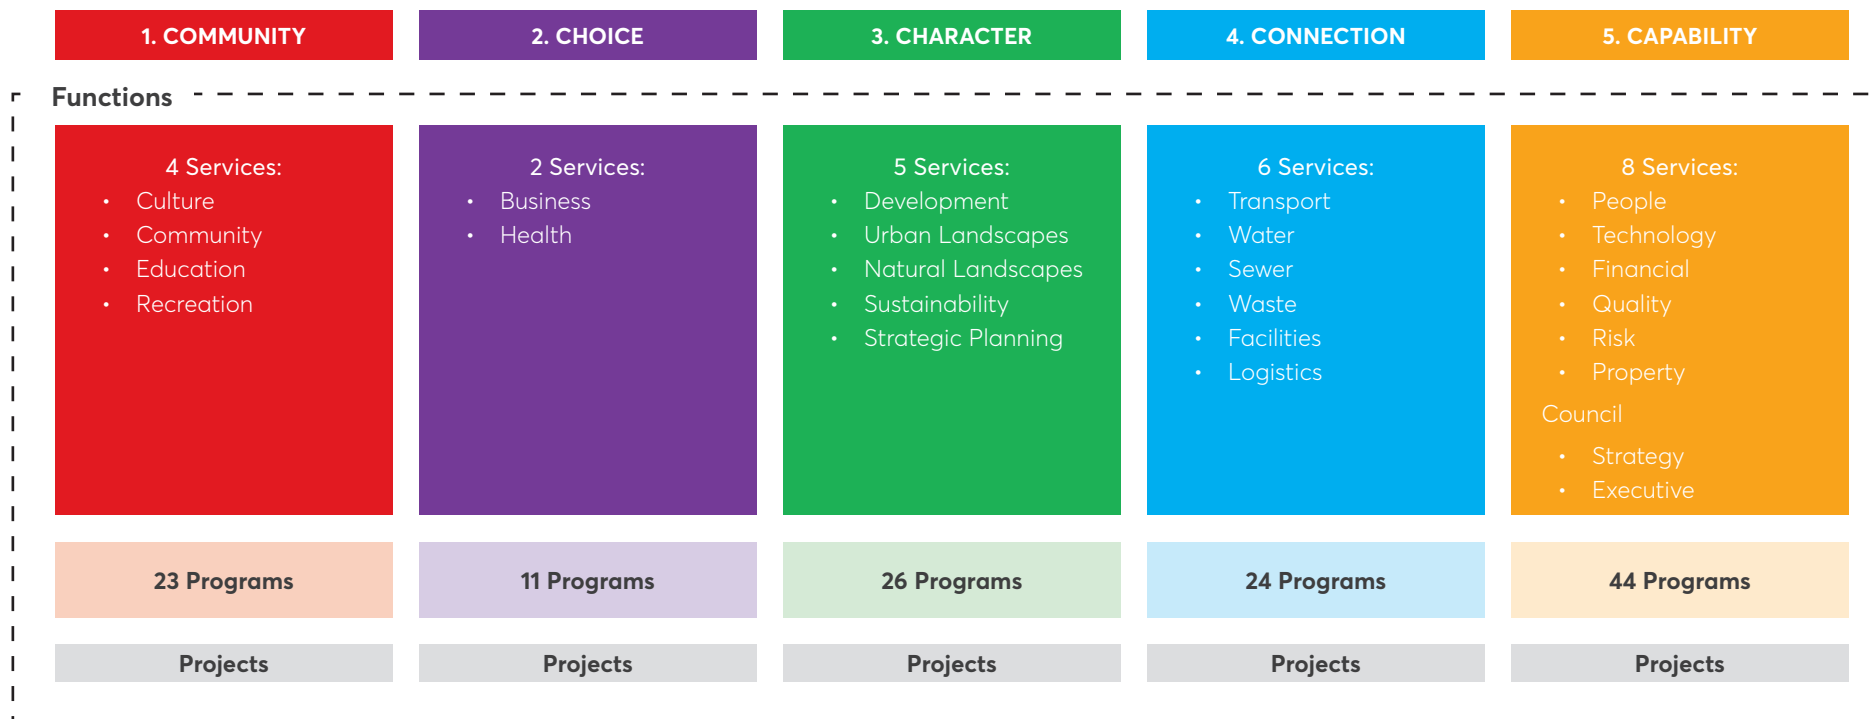 1. COMMUNITY
2. CHOICE
3. CHARACTER
4. CONNECTION
5. CAPABILITY
Functions
4 Services:
• Culture
• Community
• Education
• Recreation
2 Services:
• Business
• Health
5 Services:
• Development
• Urban Landscapes
• Natural Landscapes
• Sustainability
• Strategic Planning
6 Services:
• Transport
• Water
• Sewer
• Waste
• Facilities
• Logistics
8 Services:
• People
• Technology
• Financial
• Quality
• Risk
• Property
Council
• Strategy
• Executive
23 Programs
11 Programs
26 Programs
24 Programs
44 Programs
Projects
Projects
Projects
Projects
Projects